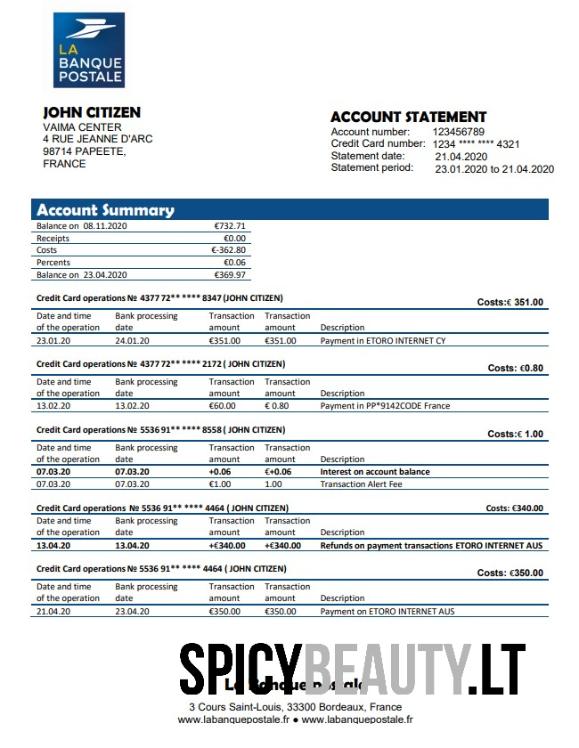 LA
BANQUE
POSTALE
JOHN CITIZEN
VAIMA CENTER
4 RUE JEANNE D'ARC
98714 PAPEETE,
FRANCE
ACCOUNT STATEMENT
Account number: 123456789
Credit Card number: 1234 **** **** 4321
Statement date: 21.04.2020
Statement period: 23.01.2020 to 21.04.2020
Account Summary
Balance on 08.11.2020 €732.71
Receipts €0.00
Costs €-362.80
Percents €0.06
Balance on 23.04.2020 €369.97
Credit Card operations № 4377 72** **** 8347 (JOHN CITIZEN) Costs:€ 351.00
Date and time Bank processing Transaction Transaction
of the operation date amount amount Description
23.01.20 24.01.20 €351.00 €351.00 Payment in ETORO INTERNET CY
Credit Card operations № 4377 72** **** 2172 ( JOHN CITIZEN) Costs: €0.80
Date and time Bank processing Transaction Transaction
of the operation date amount amount Description
13.02.20 13.02.20 €60.00 € 0.80 Payment in PP*9142CODE France
Credit Card operations № 5536 91** **** 8558 ( JOHN CITIZEN) Costs:€ 1.00
Date and time Bank processing Transaction Transaction
of the operation date amount amount Description
07.03.20 07.03.20 +0.06 €+0.06 Interest on account balance
07.03.20 07.03.20 €1.00 1.00 Transaction Alert Fee
Credit Card operations № 5536 91** **** 4464 ( JOHN CITIZEN) Costs: €340.00
Date and time Bank processing Transaction Transaction
of the operation date amount amount Description
13.04.20 13.04.20 +€340.00 +€340.00 Refunds on payment transactions ETORO INTERNET AUS
Credit Card operations № 5536 91** **** 4464 ( JOHN CITIZEN) Costs: €350.00
Date and time Bank processing Transaction Transaction
of the operation date amount amount Description
21.04.20 23.04.20 €350.00 €350.00 Payment on ETORO INTERNET AUS
SPICYBEAUTY.LT
La Banque postale
3 Cours Saint-Louis, 33300 Bordeaux, France
www.labanquepostale.fr ● www.labanquepostale.fr